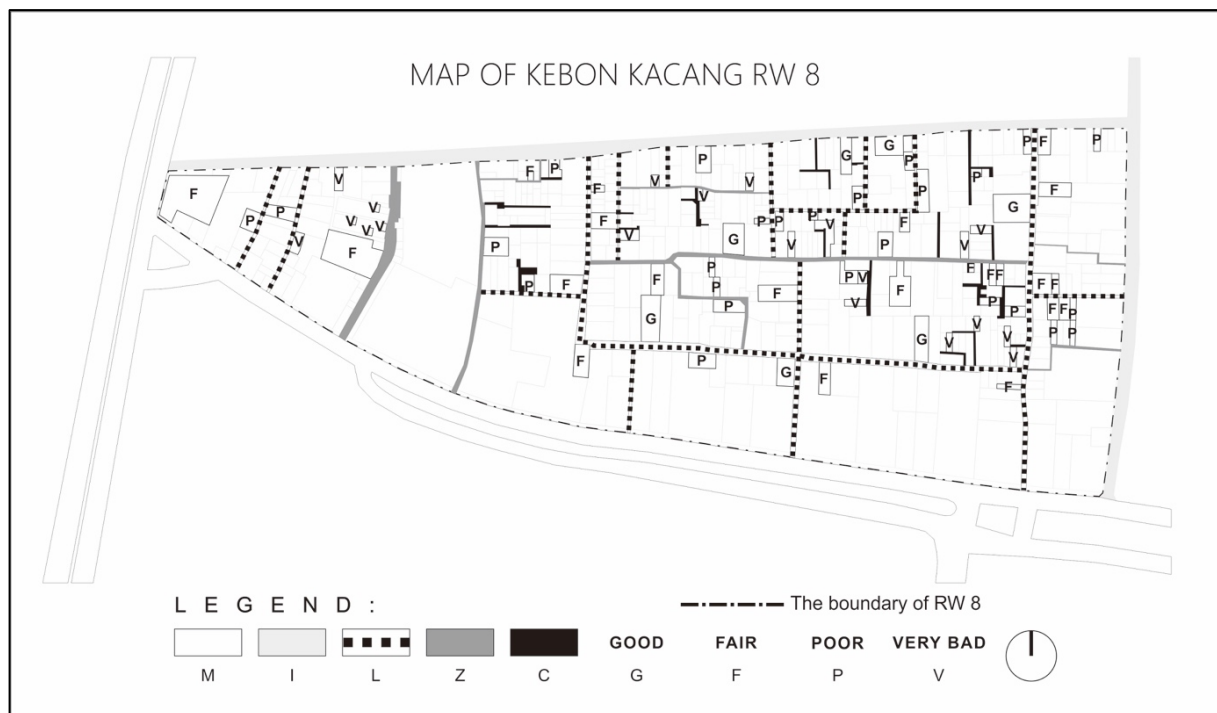 MAP OF KEBON KACANG RW 8
P F P
G G
P P
F P
V V V P P
F F F
V P
V P G
P V F P P P V F
V V
V V
V P V G V P V
F
P F
P V F F
F P F P F F F
F P V P F F P
P
G G V
V V P P
F P V
G F
F
L E G E N D :
The boundary of RW 8
GOOD FAIR POOR VERY BAD
M I L Z C G F P V